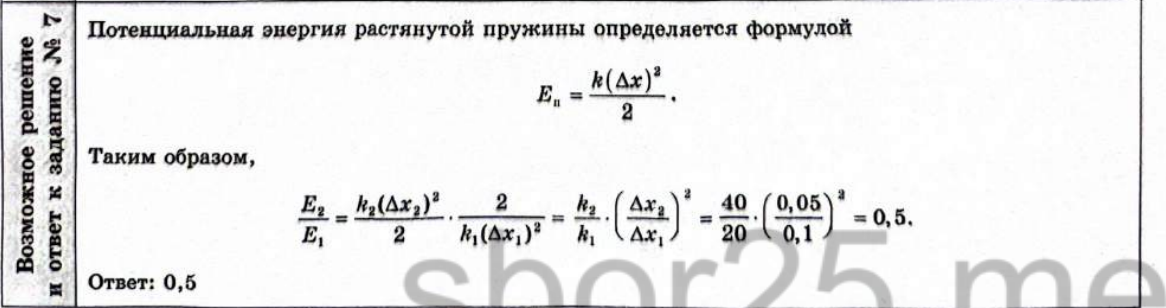 Возможное решение
и ответ к заданию № 7
Потенциальная энергия растянутой пружины определяется формулой
Eп = k(Δx)² / 2 .
Таким образом,
E₂/E₁ = k₂(Δx₂)²/2 · 2/k₁(Δx₁)² = k₂/k₁ · (Δx₂/Δx₁)² = 40/20 · (0,05/0,1)² = 0,5.
Ответ: 0,5
sbor25.me